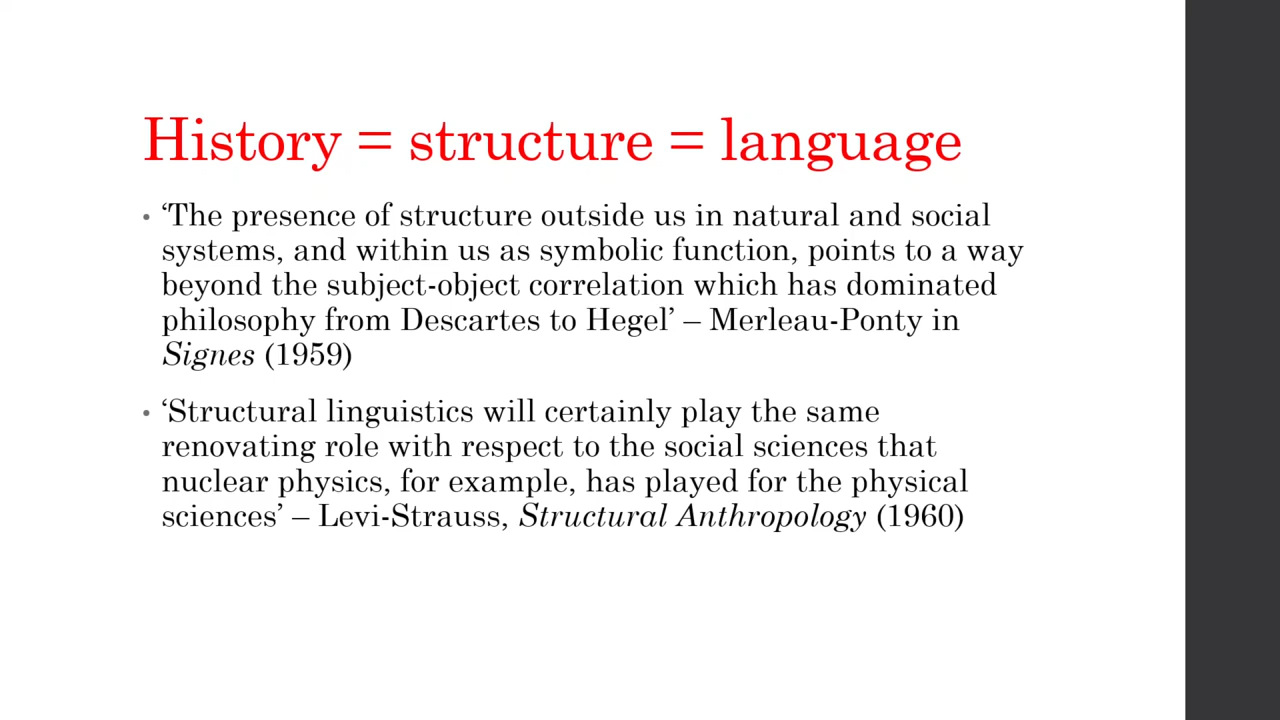 History = structure = language
• ‘The presence of structure outside us in natural and social
systems, and within us as symbolic function, points to a way
beyond the subject-object correlation which has dominated
philosophy from Descartes to Hegel’ – Merleau-Ponty in
Signes (1959)
• ‘Structural linguistics will certainly play the same
renovating role with respect to the social sciences that
nuclear physics, for example, has played for the physical
sciences’ – Levi-Strauss, Structural Anthropology (1960)